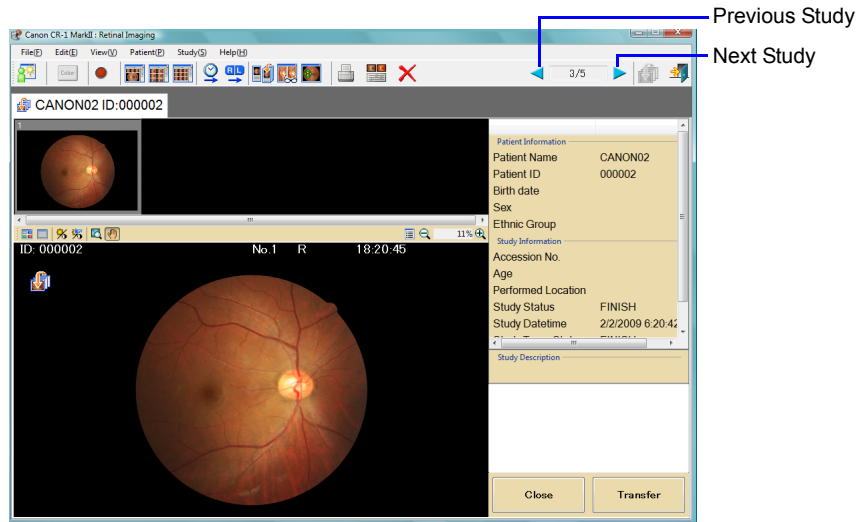 Previous Study
Next Study
Canon CR-1 MarkII : Retinal Imaging
File(F) Edit(E) View(V) Patient(P) Study(S) Help(H)
Color
3/5
CANON02 ID:000002
1
Patient Information
Patient Name CANON02
Patient ID 000002
Birth date
Sex
Ethnic Group
Study Information
Accession No.
Age
Performed Location
Study Status FINISH
Study Datetime 2/2/2009 6:20:42
11%
ID: 000002 No.1 R 18:20:45
Study Description
Close
Transfer